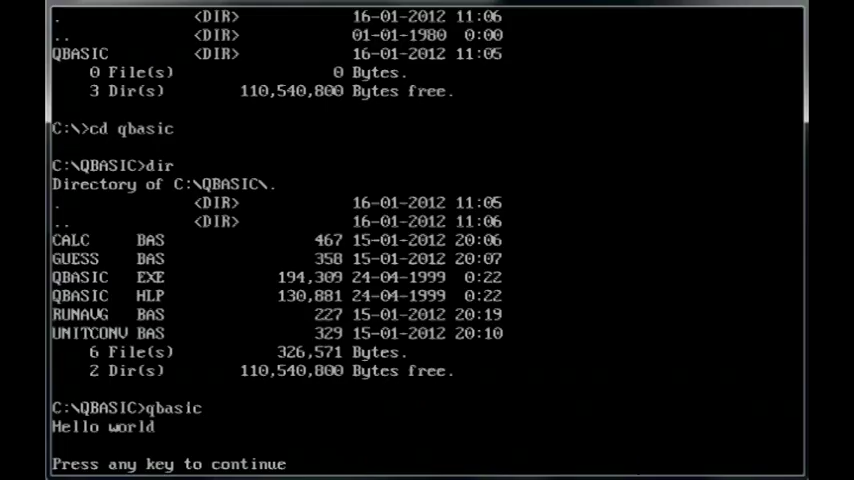 .              <DIR>            16-01-2012 11:06
..             <DIR>            01-01-1980  0:00
QBASIC         <DIR>            16-01-2012 11:05
    0 File(s)                 0 Bytes.
    3 Dir(s)        110,540,800 Bytes free.
C:\>cd qbasic
C:\QBASIC>dir
Directory of C:\QBASIC\.
.              <DIR>            16-01-2012 11:05
..             <DIR>            16-01-2012 11:06
CALC     BAS                467 15-01-2012 20:06
GUESS    BAS                358 15-01-2012 20:07
QBASIC   EXE            194,309 24-04-1999  0:22
QBASIC   HLP            130,881 24-04-1999  0:22
RUNAVG   BAS                227 15-01-2012 20:19
UNITCONV BAS                329 15-01-2012 20:10
    6 File(s)           326,571 Bytes.
    2 Dir(s)        110,540,800 Bytes free.
C:\QBASIC>qbasic
Hello world
Press any key to continue